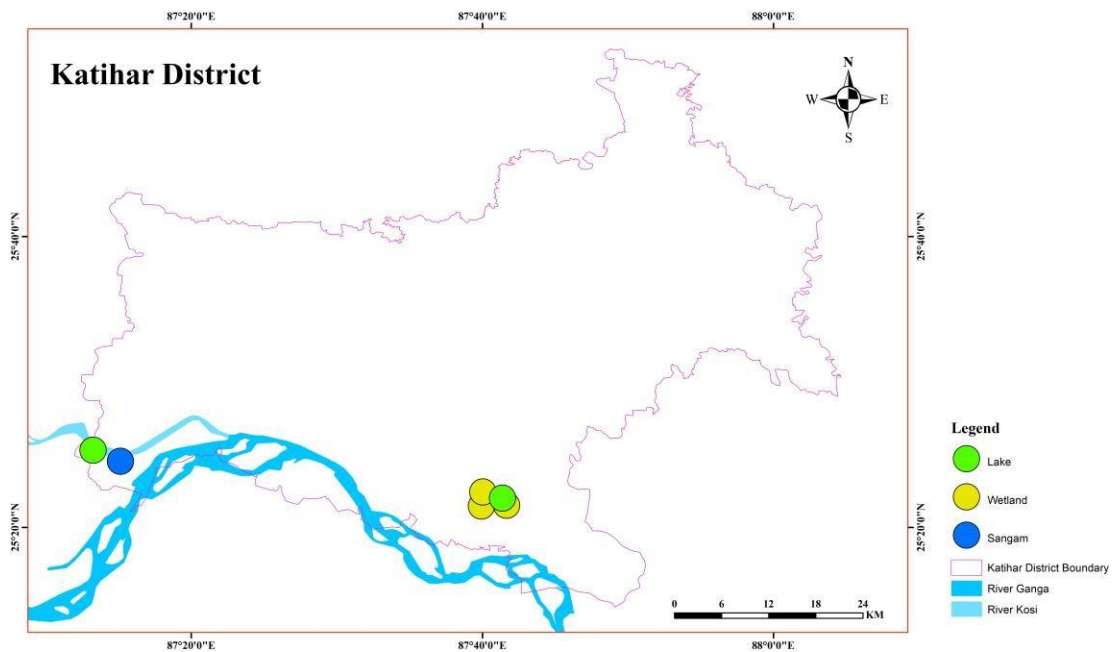 87°20'0"E 87°40'0"E 88°0'0"E
Katihar District
N
W E
S
25°40'0"N 25°40'0"N
25°20'0"N 25°20'0"N
Legend
Lake
Wetland
Sangam
Katihar District Boundary
River Ganga
River Kosi
0 6 12 18 24
KM
87°20'0"E 87°40'0"E 88°0'0"E